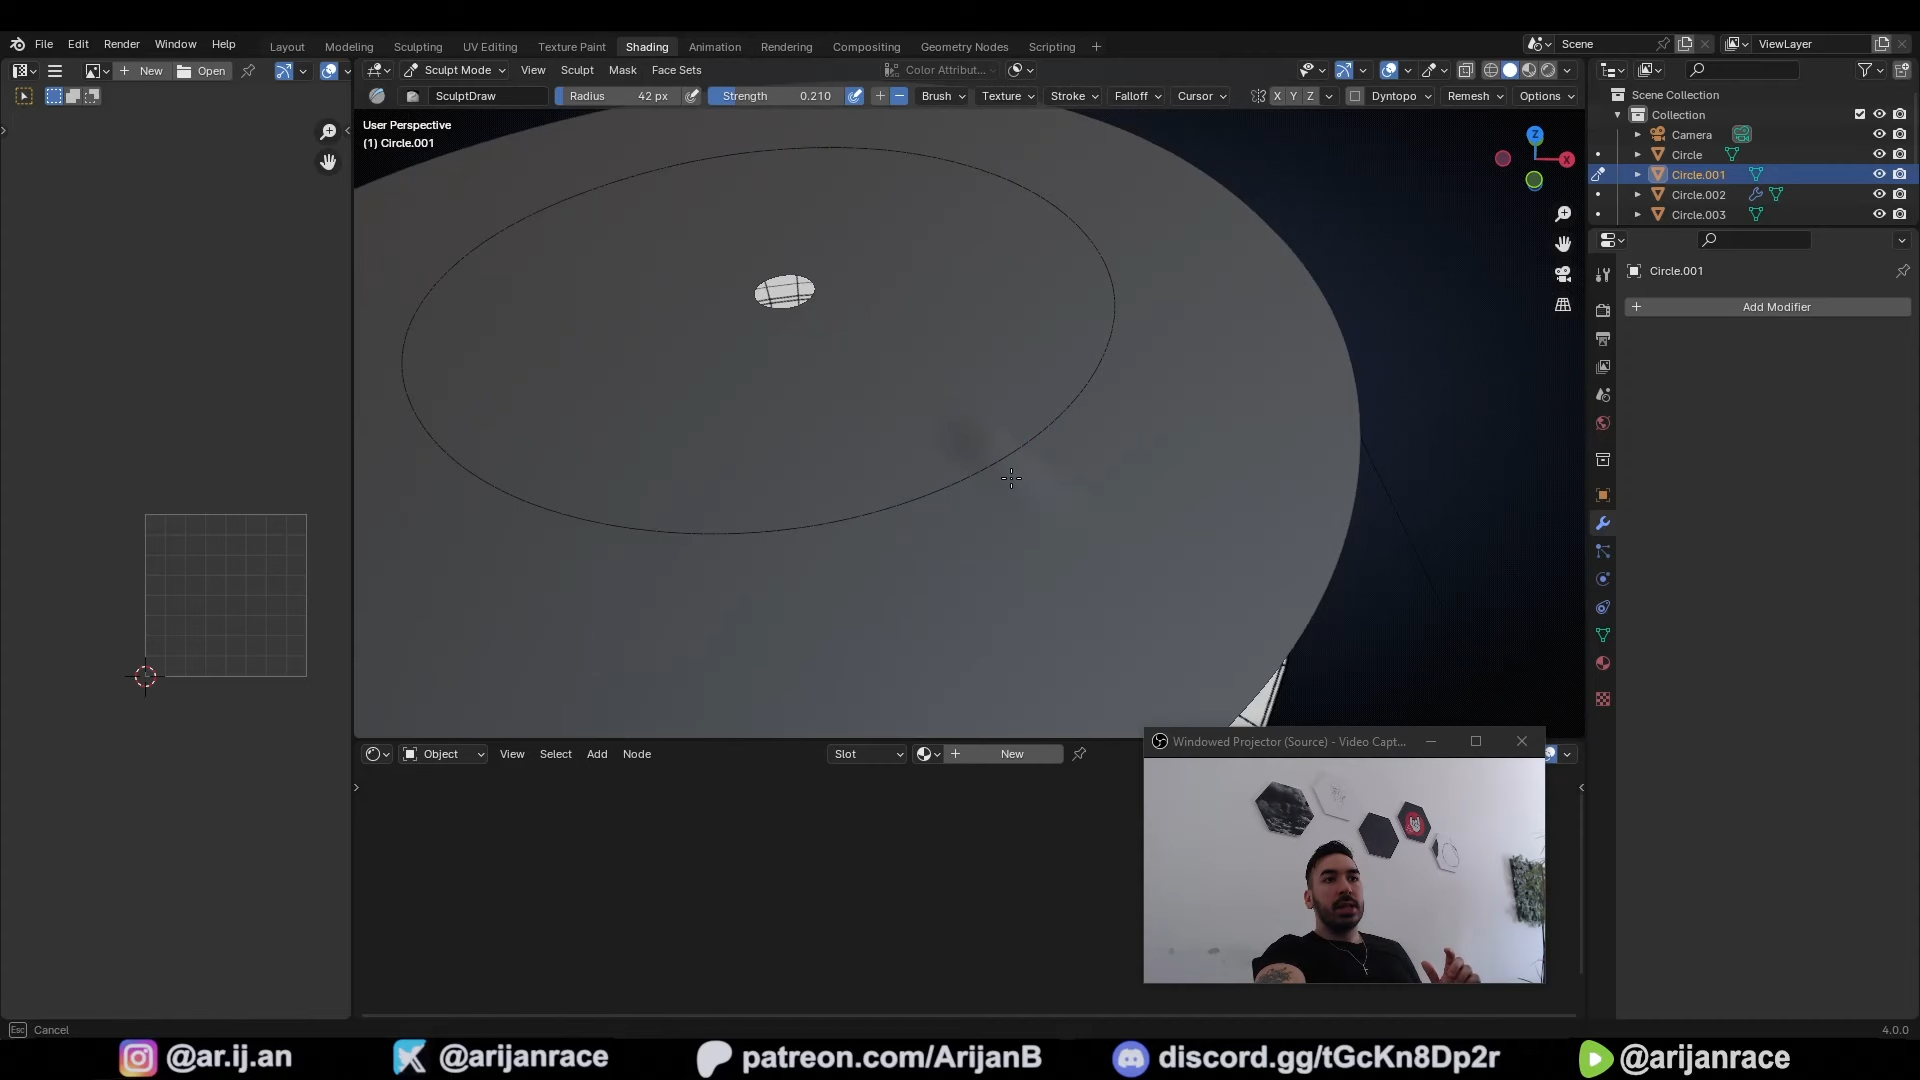 File Edit Render Window Help Layout Modeling Sculpting UV Editing Texture Paint Shading Animation Rendering Compositing Geometry Nodes Scripting + Scene ViewLayer
New Open Sculpt Mode View Sculpt Mask Face Sets Color Attribut...
SculptDraw Radius 42 px Strength 0.210 Brush Texture Stroke Falloff Cursor X Y Z Dyntopo Remesh Options
Scene Collection
Collection
Camera
Circle
Circle.001
Circle.002
Circle.003
User Perspective
(1) Circle.001
Z
X
Circle.001
Add Modifier
Object View Select Add Node Slot New
Windowed Projector (Source) - Video Capt...
Esc Cancel
4.0.0
@ar.ij.an @arijanrace patreon.com/ArijanB discord.gg/tGcKn8Dp2r @arijanrace